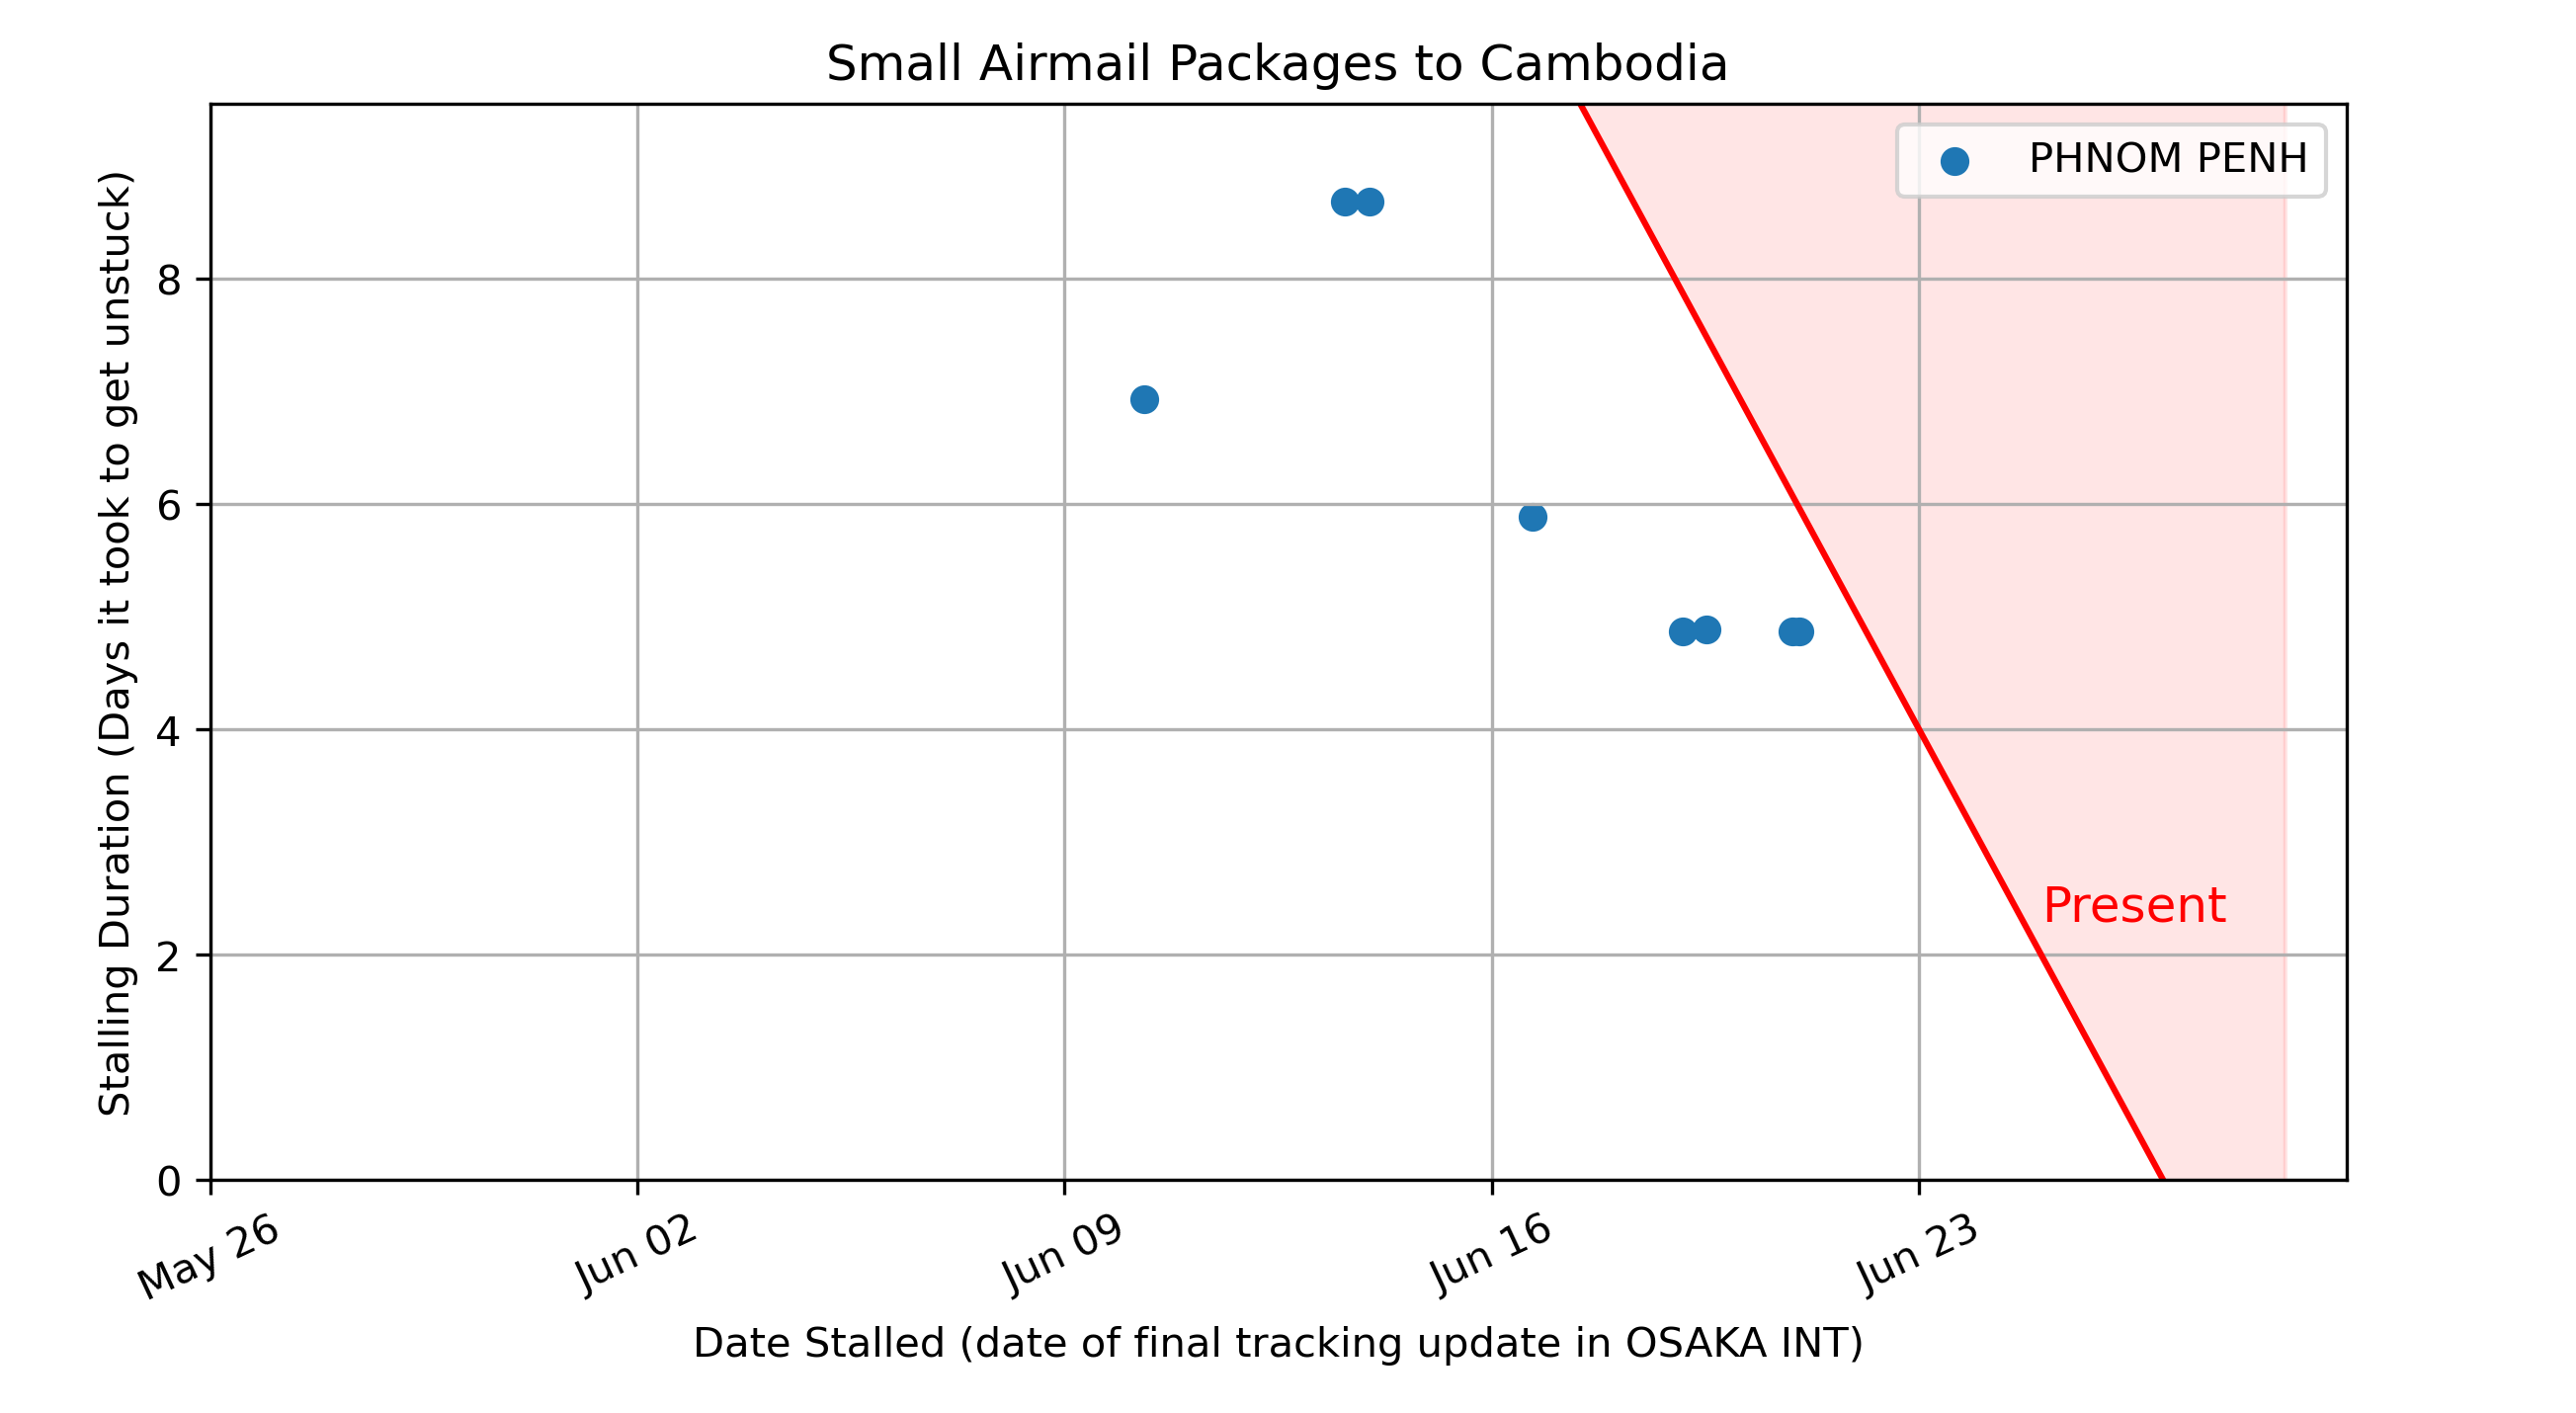 Small Airmail Packages to Cambodia
PHNOM PENH
Stalling Duration (Days it took to get unstuck)
8
6
4
2
0
Present
May 26
Jun 02
Jun 09
Jun 16
Jun 23
Date Stalled (date of final tracking update in OSAKA INT)